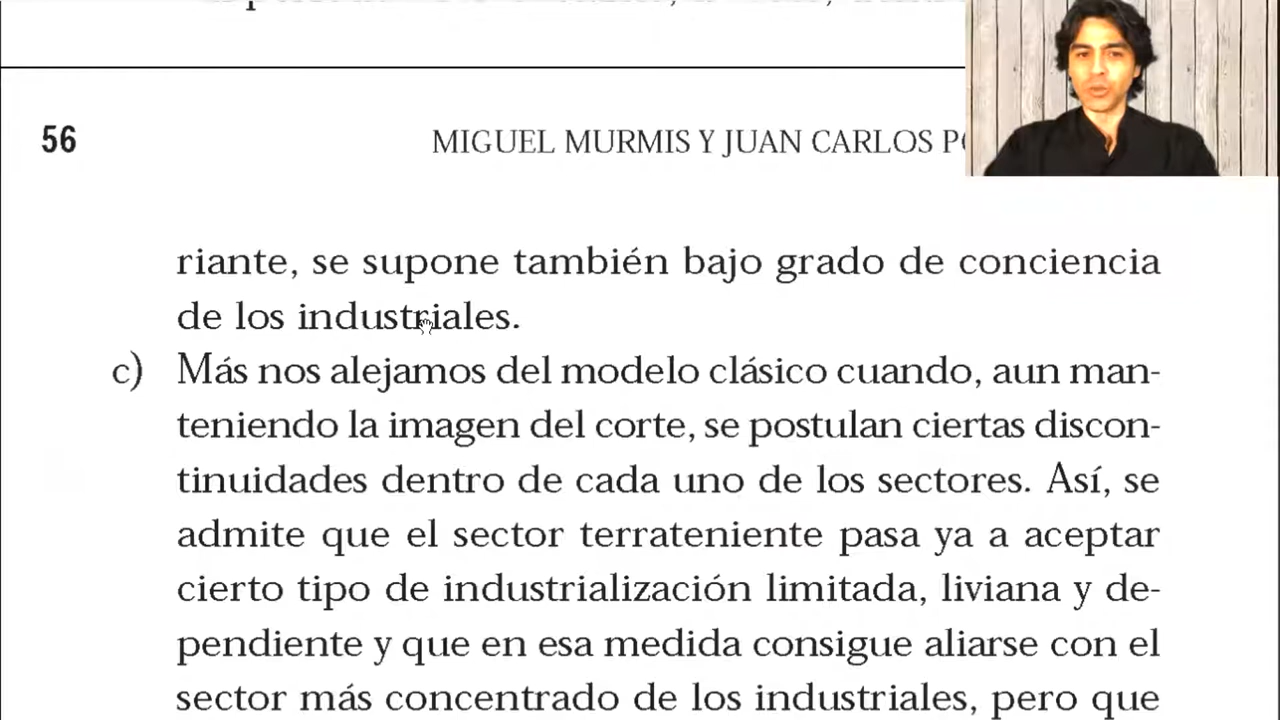 56
MIGUEL MURMIS Y JUAN CARLOS
riante, se supone también bajo grado de conciencia
de los industriales.
c) Más nos alejamos del modelo clásico cuando, aun man-
teniendo la imagen del corte, se postulan ciertas discon-
tinuidades dentro de cada uno de los sectores. Así, se
admite que el sector terrateniente pasa ya a aceptar
cierto tipo de industrialización limitada, liviana y de-
pendiente y que en esa medida consigue aliarse con el
sector más concentrado de los industriales, pero que